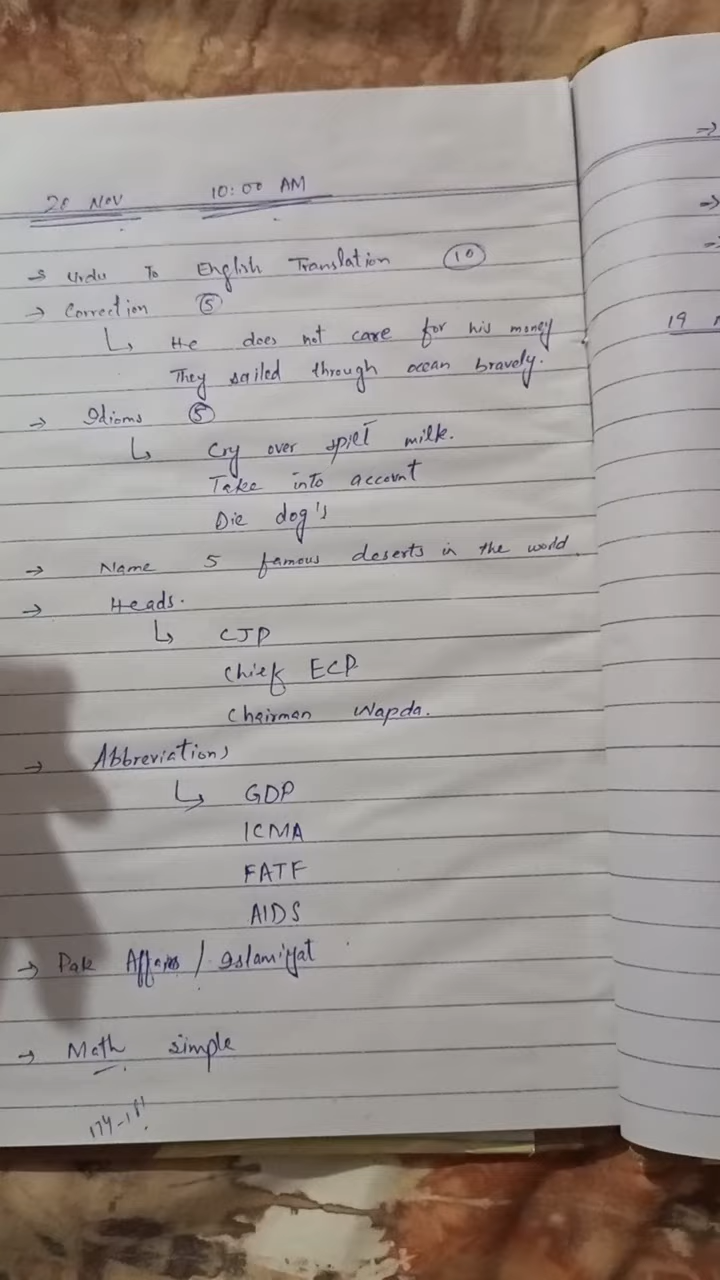 20 Nov 10:00 AM
→ Urdu To English Translation 10
→ Correction 5
↳ He does not care for his money
They sailed through ocean bravely.
→ Idioms 5
↳ Cry over spilt milk.
Take into account
Die dog's
→ Name 5 famous deserts in the world.
→ Heads.
↳ CJP
Chief ECP
Chairman Wapda.
→ Abbreviations
↳ GDP
ICMA
FATF
AIDS
→ Pak Affairs / Islamiyat
→ Math simple
→
→
→
19